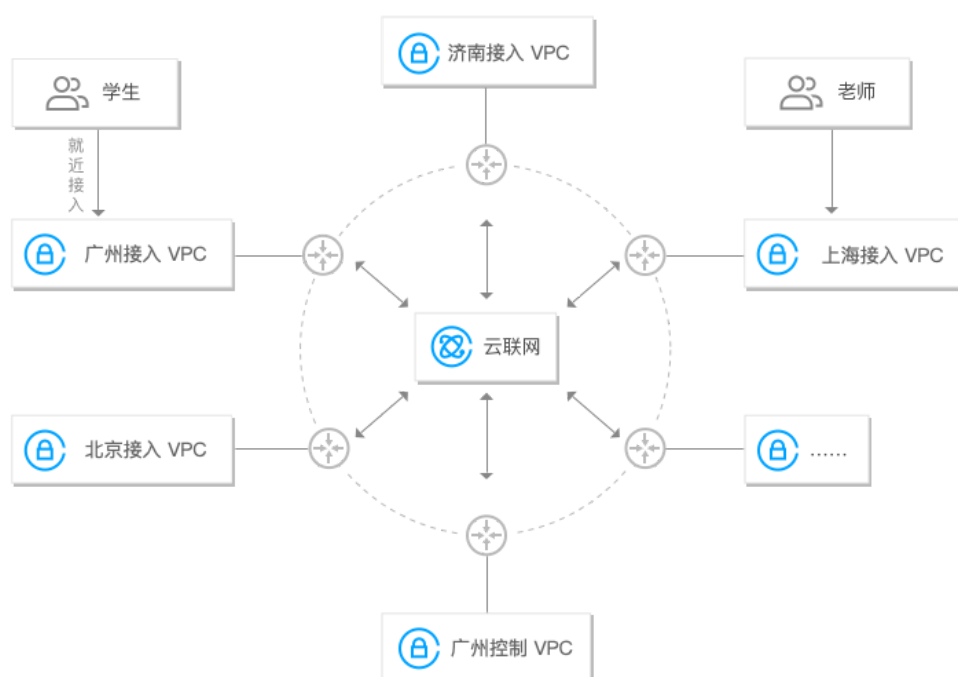 济南接入 VPC
学生
老师
就近接入
广州接入 VPC
上海接入 VPC
云联网
北京接入 VPC
……
广州控制 VPC